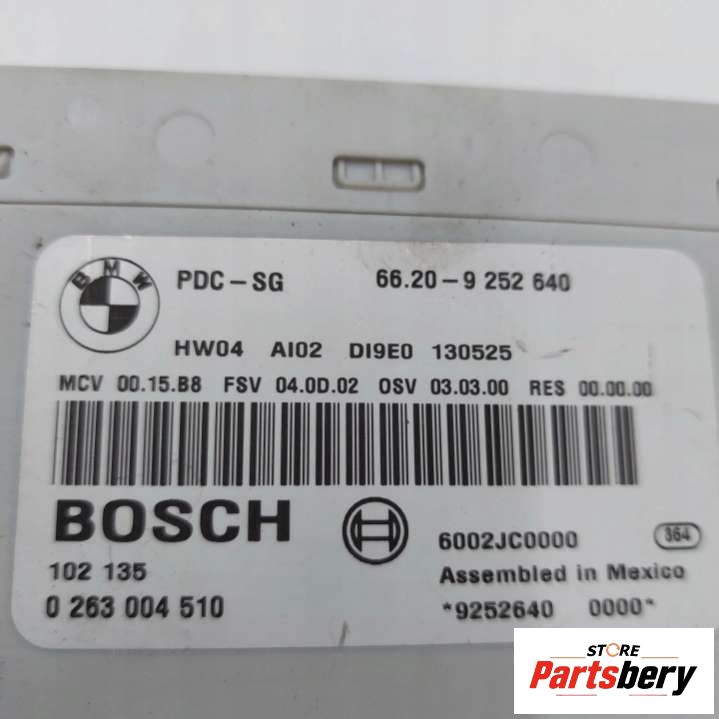 BMW
PDC-SG 66.20-9 252 640
HW04 AI02 DI9E0 130525
MCV 00.15.B8 FSV 04.0D.02 OSV 03.03.00 RES 00.00.00
BOSCH
6002JC0000 364
102 135 Assembled in Mexico
0 263 004 510 *9252640 0000*
STORE
Partsbery